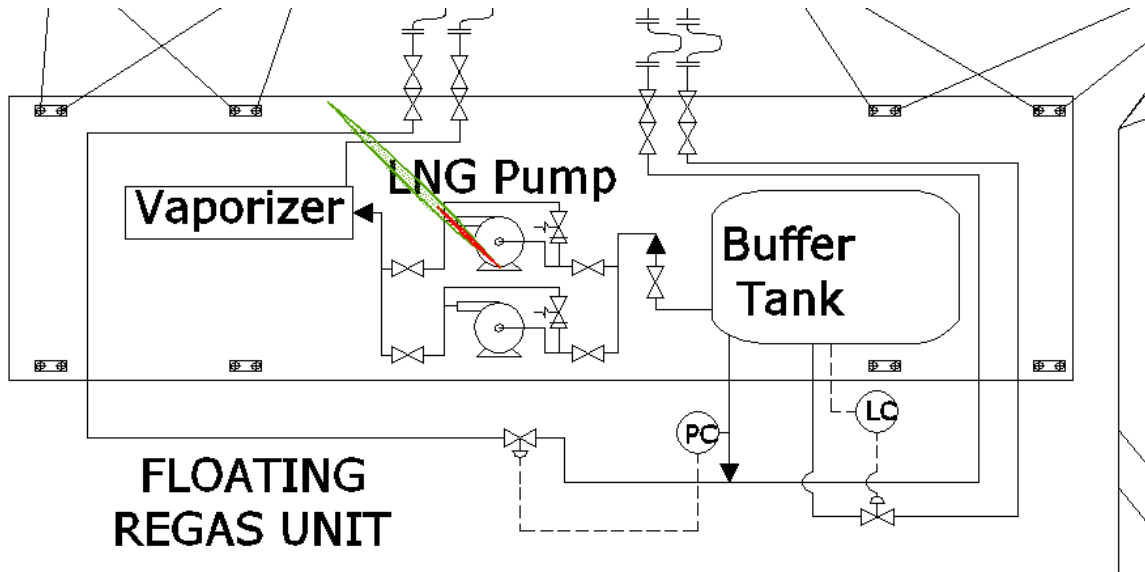 LNG Pump
Vaporizer
Buffer
Tank
LC
PC
FLOATING
REGAS UNIT